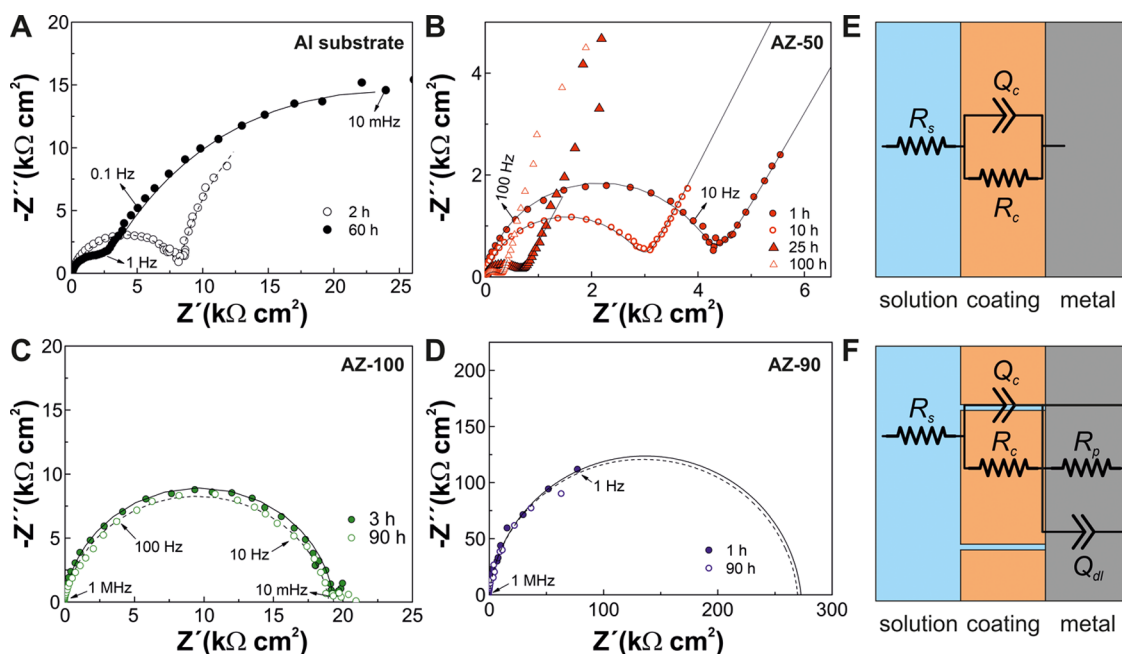 A
Al substrate
-Z´´(kΩ cm²)
20
15
10
5
0
10 mHz
0.1 Hz
1 Hz
2 h
60 h
0 5 10 15 20 25
Z´(kΩ cm²)
B
AZ-50
4
2
0
100 Hz
10 Hz
1 h
10 h
25 h
100 h
0 2 4 6
Z´(kΩ cm²)
C
AZ-100
-Z´´(kΩ cm²)
20
15
10
5
0
100 Hz
10 Hz
1 MHz
10 mHz
3 h
90 h
0 5 10 15 20 25
Z´(kΩ cm²)
D
AZ-90
200
150
100
50
0
1 Hz
1 MHz
1 h
90 h
0 100 200 300
Z´(kΩ cm²)
E
Qc
Rs
Rc
solution coating metal
F
Qc
Rs
Rc
Rp
Qdl
solution coating metal